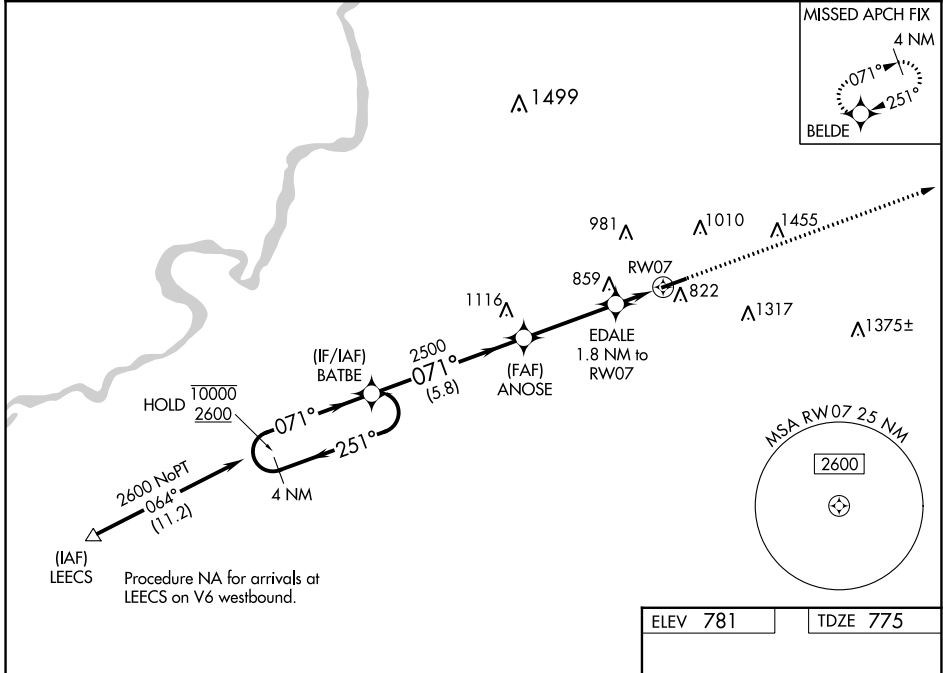 MISSED APCH FIX
4 NM
071°
251°
BELDE
1499
981
1010
1455
859
RW07
822
1116
1317
1375±
EDALE
1.8 NM to
RW07
(FAF)
ANOSE
(IF/IAF)
BATBE
2500
071°
(5.8)
HOLD
10000
2600
071°
251°
4 NM
2600 NoPT
064°
(11.2)
(IAF)
LEECS
Procedure NA for arrivals at
LEECS on V6 westbound.
MSA RW07 25 NM
2600
ELEV 781
TDZE 775